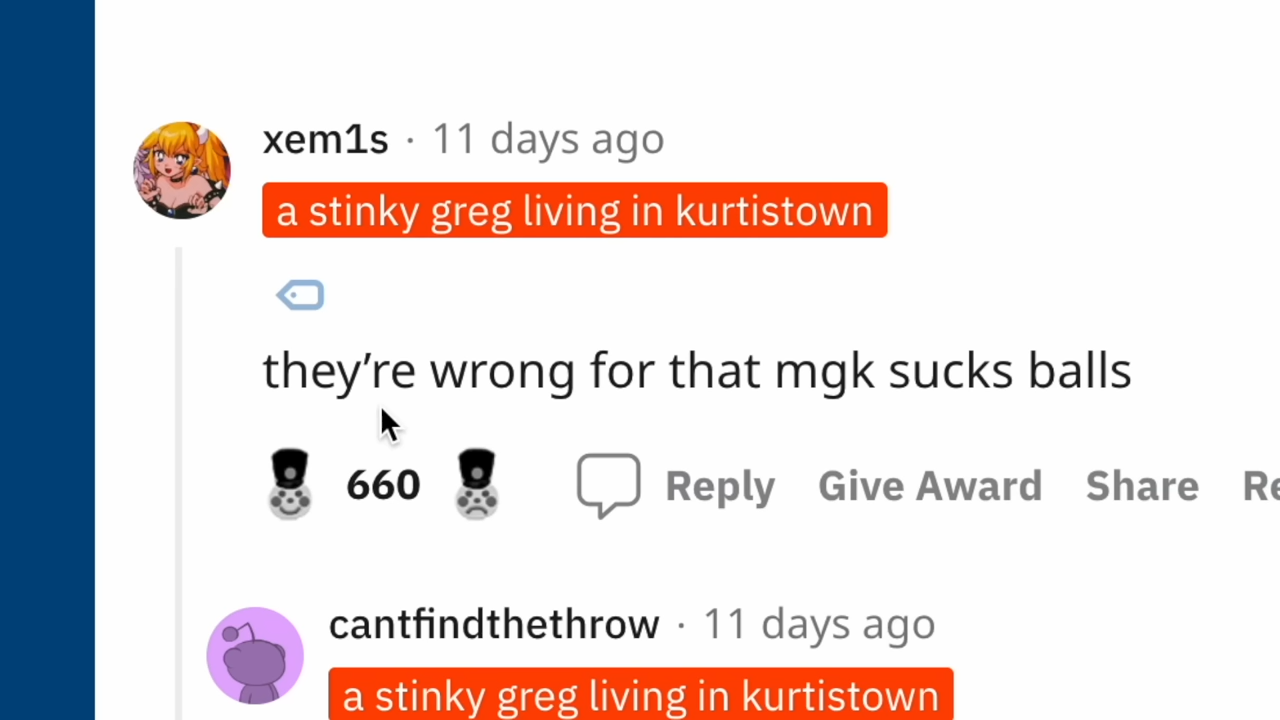 xem1s · 11 days ago
a stinky greg living in kurtistown
they’re wrong for that mgk sucks balls
660 Reply Give Award Share Re
cantfindthethrow · 11 days ago
a stinky greg living in kurtistown